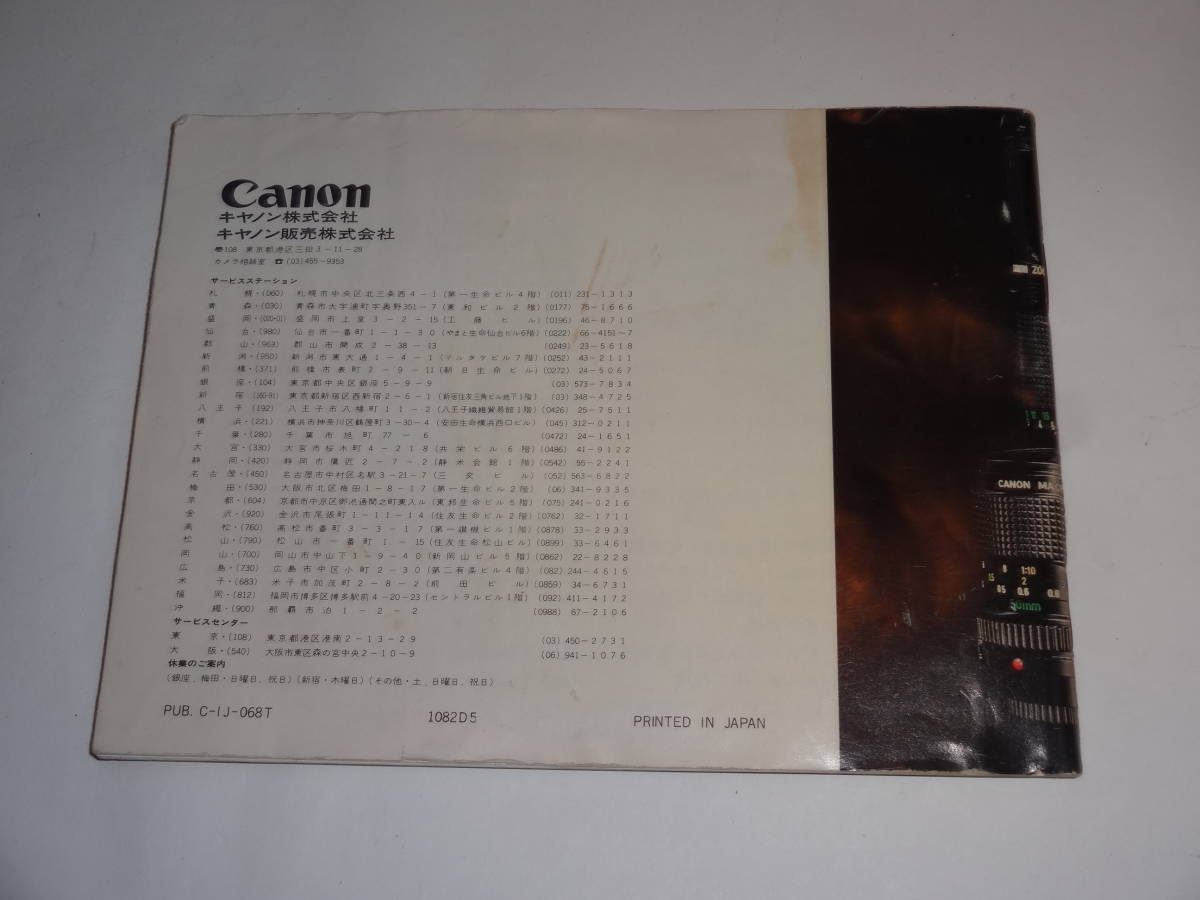 Canon
キヤノン株式会社
キヤノン販売株式会社
108 東京都港区三田3-11-28
カメラ相談室 ☎(03)455-9353
サービスステーション
札幌・(060) 札幌市中央区北三条西4-1(第一生命ビル4階) (011) 231-1313
青森・(030) 青森市大字浦町字奥野351-7(東和ビル2階) (0177) 75-1666
盛岡・(020-01) 盛岡市上堂3-2-15(工藤ビル) (0196) 46-8710
仙台・(980) 仙台市一番町1-1-30(やまと生命仙台ビル6階) (0222) 66-4151~7
郡山・(963) 郡山市開成2-38-13 (0249) 23-5618
新潟・(950) 新潟市東大通1-4-1(マルタケビル7階) (0252) 43-2111
前橋・(371) 前橋市表町2-9-11(朝日生命ビル) (0272) 24-5067
銀座・(104) 東京都中央区銀座5-9-9 (03) 573-7834
新宿・(160-91) 東京都新宿区西新宿2-6-1(新宿住友三角ビル地下1階) (03) 348-4725
八王子・(192) 八王子市八幡町11-2(八王子繊維貿易館1階) (0426) 25-7511
横浜・(221) 横浜市神奈川区鶴屋町3-30-4(安田生命横浜西口ビル) (045) 312-0211
千葉・(280) 千葉市旭町77-6 (0472) 24-1651
大宮・(330) 大宮市桜木町4-218(共栄ビル6階) (0486) 41-9122
静岡・(420) 静岡市鷹匠2-7-2(静米会館1階) (0542) 55-2241
名古屋・(450) 名古屋市中村区名駅3-21-7(三交ビル) (052) 563-6822
梅田・(530) 大阪市北区梅田1-8-17(第一生命ビル2階) (06) 341-9335
京都・(604) 京都市中京区御池通間之町東入ル(東邦生命ビル5階) (075) 241-0216
金沢・(920) 金沢市尾張町1-11-14(住友生命ビル2階) (0762) 32-1711
高松・(760) 高松市番町3-3-17(第一讃機ビル1階) (0878) 33-2933
松山・(790) 松山市一番町1-15(住友生命松山ビル) (0899) 33-6461
岡山・(700) 岡山市中山下1-9-40(新岡山ビル5階) (0862) 22-8228
広島・(730) 広島市中区小町2-30(第二有楽ビル4階) (082) 244-4615
米子・(683) 米子市加茂町2-8-2(前田ビル) (0859) 34-6731
福岡・(812) 福岡市博多区博多駅前4-20-23(セントラルビル1階) (092) 411-4172
沖縄・(900) 那覇市泊1-2-2 (0988) 67-2106
サービスセンター
東京・(108) 東京都港区港南2-13-29 (03) 450-2731
大阪・(540) 大阪市東区森の宮中央2-10-9 (06) 941-1076
休業のご案内
(銀座、梅田・日曜日、祝日)(新宿・木曜日)(その他・土、日曜日、祝日)
PUB. C-IJ-068T 1082D5 PRINTED IN JAPAN
CANON
8 1:10
50mm